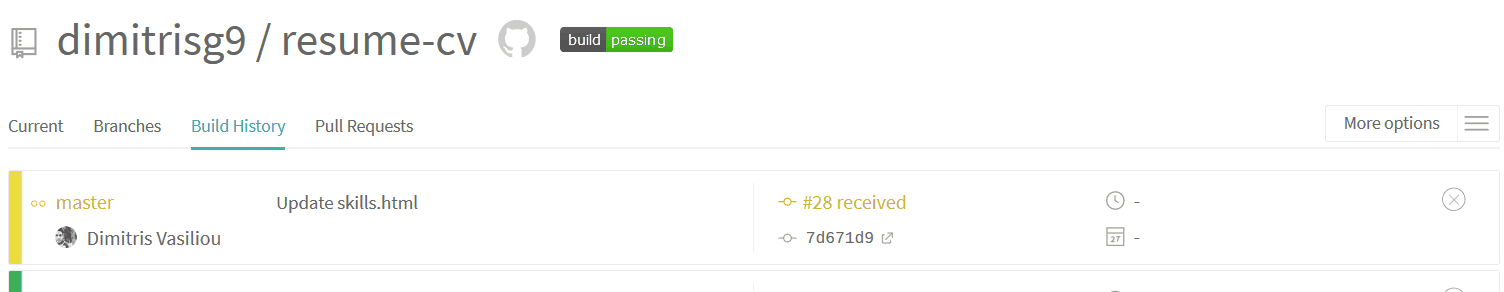 dimitrisg9 / resume-cv build passing
Current Branches Build History Pull Requests More options
master Update skills.html #28 received -
Dimitris Vasiliou 7d671d9 27 -